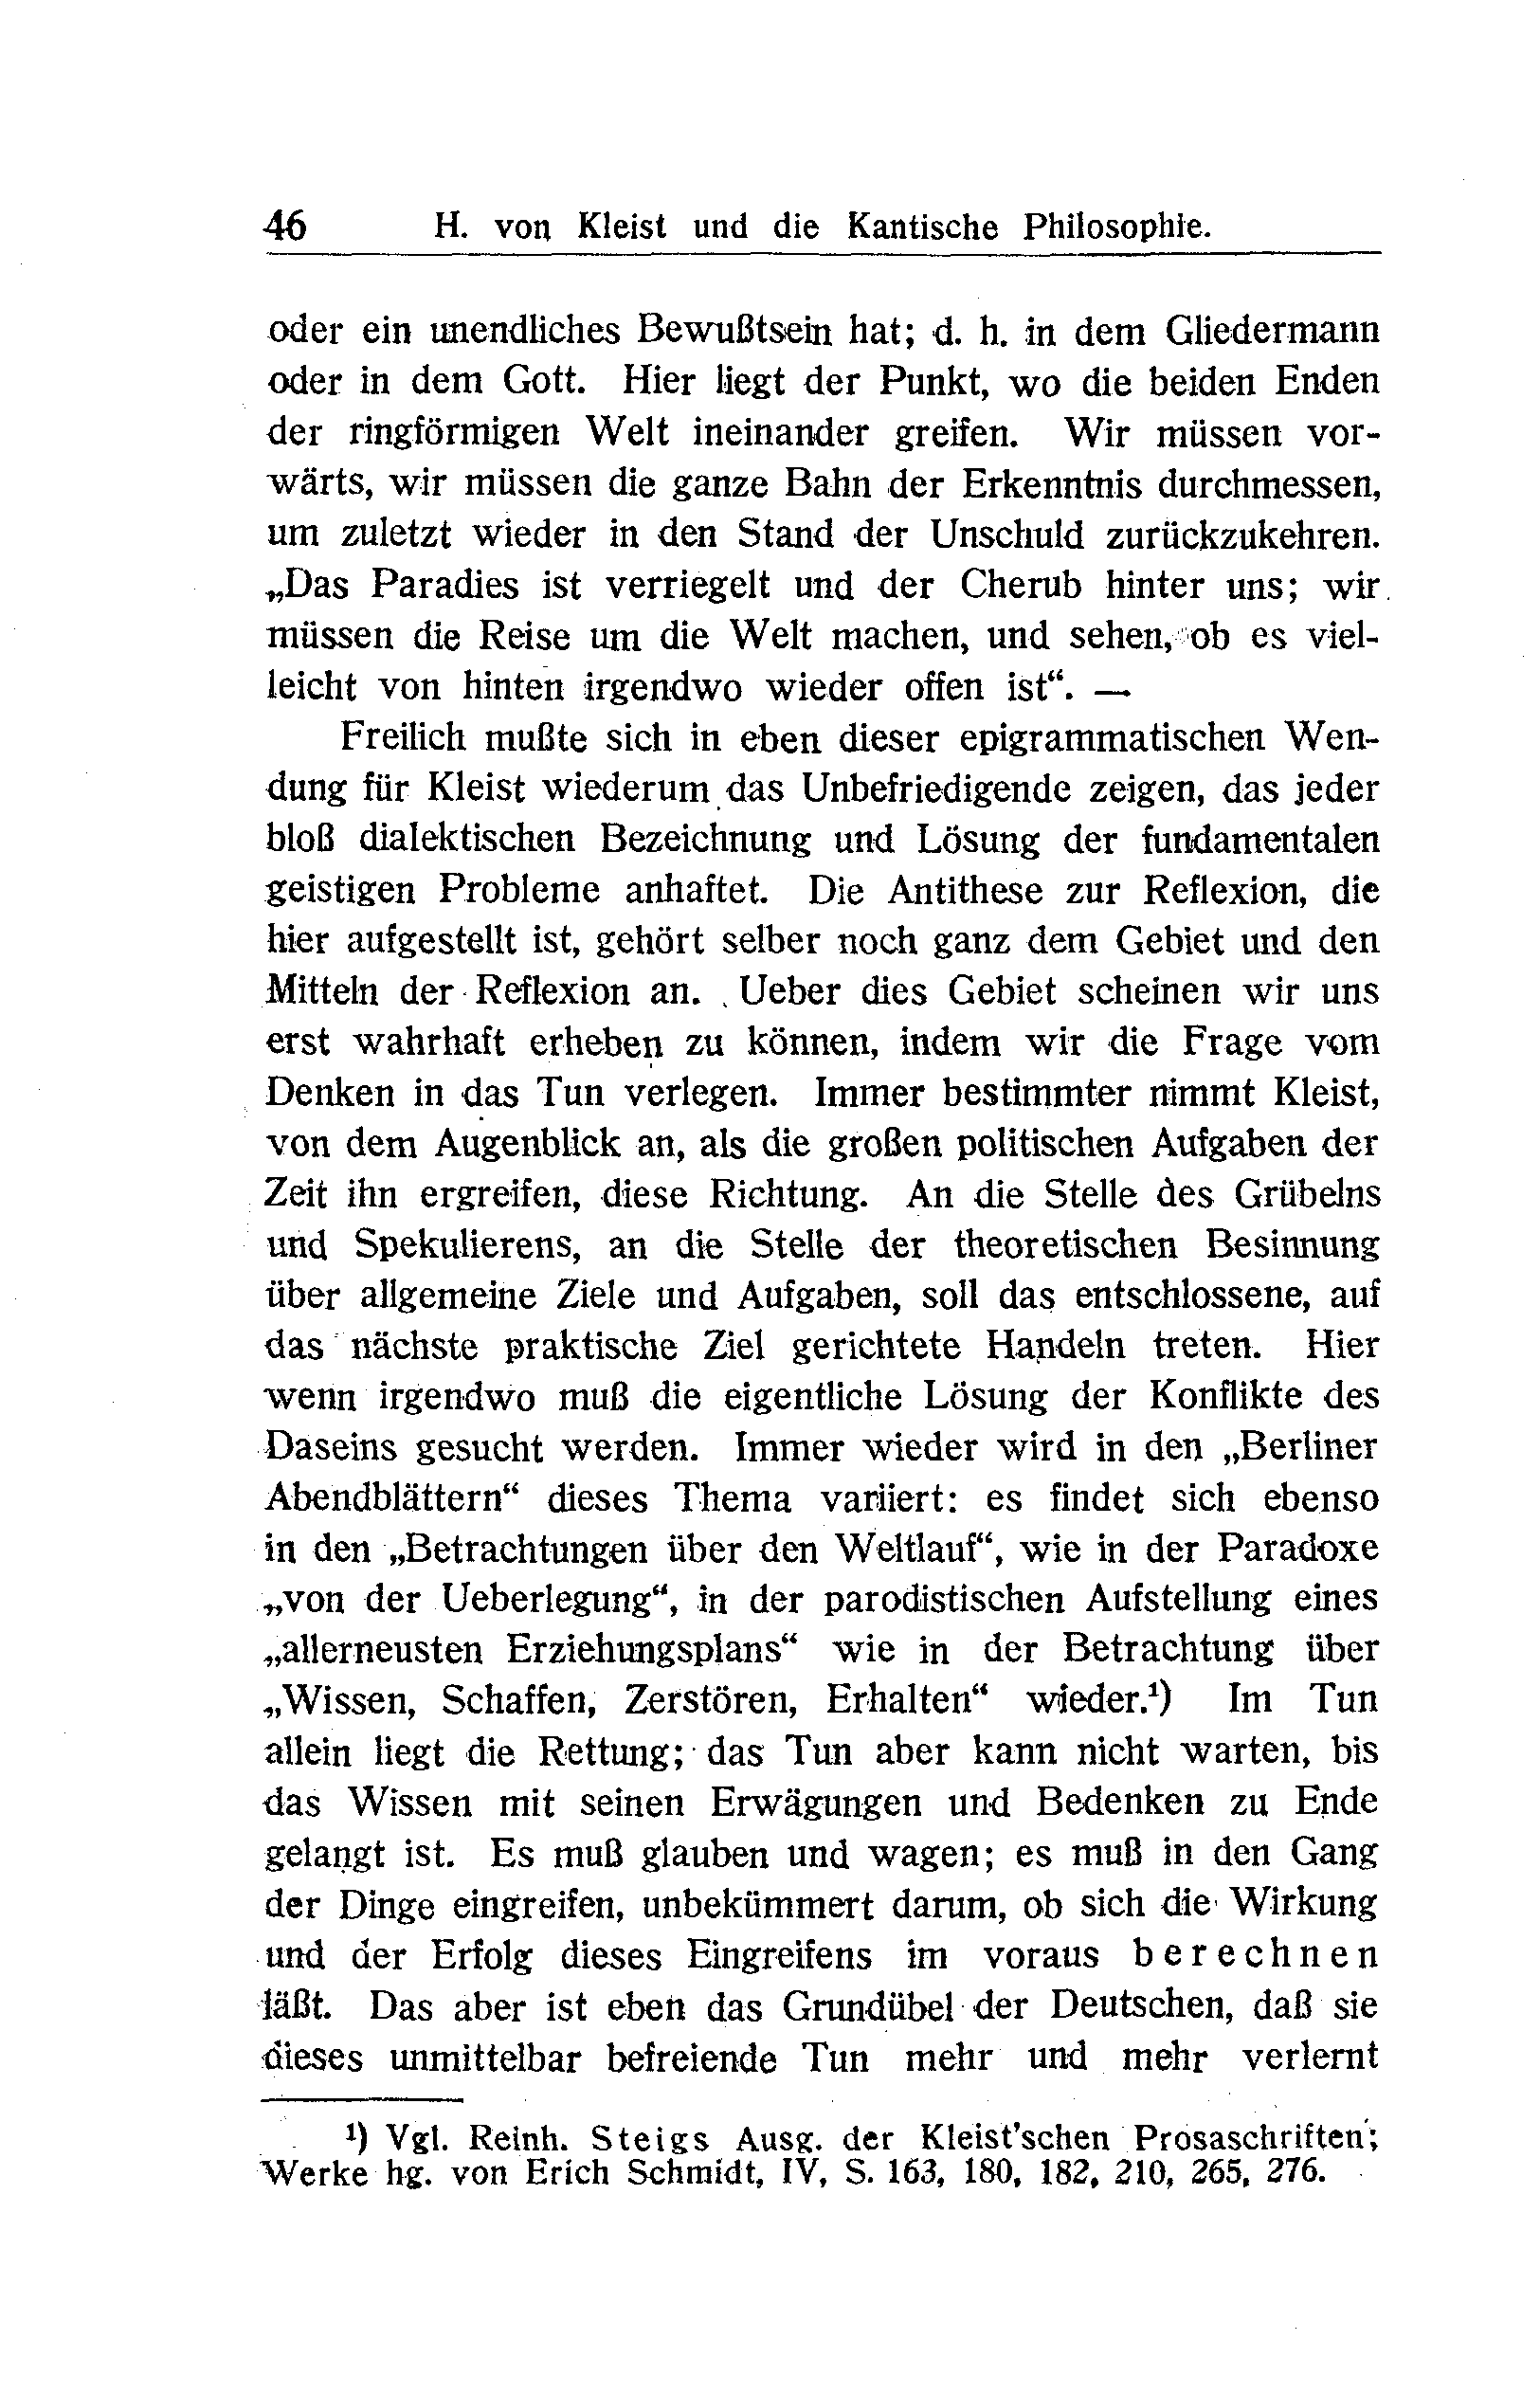 46 H. von Kleist und die Kantische Philosophie.
oder ein unendliches Bewußtsein hat; d. h. in dem Gliedermann
oder in dem Gott. Hier liegt der Punkt, wo die beiden Enden
der ringförmigen Welt ineinander greifen. Wir müssen vor-
wärts, wir müssen die ganze Bahn der Erkenntnis durchmessen,
um zuletzt wieder in den Stand der Unschuld zurückzukehren.
„Das Paradies ist verriegelt und der Cherub hinter uns; wir
müssen die Reise um die Welt machen, und sehen, ob es viel-
leicht von hinten irgendwo wieder offen ist“. —
Freilich mußte sich in eben dieser epigrammatischen Wen-
dung für Kleist wiederum das Unbefriedigende zeigen, das jeder
bloß dialektischen Bezeichnung und Lösung der fundamentalen
geistigen Probleme anhaftet. Die Antithese zur Reflexion, die
hier aufgestellt ist, gehört selber noch ganz dem Gebiet und den
Mitteln der Reflexion an. Ueber dies Gebiet scheinen wir uns
erst wahrhaft erheben zu können, indem wir die Frage vom
Denken in das Tun verlegen. Immer bestimmter nimmt Kleist,
von dem Augenblick an, als die großen politischen Aufgaben der
Zeit ihn ergreifen, diese Richtung. An die Stelle des Grübelns
und Spekulierens, an die Stelle der theoretischen Besinnung
über allgemeine Ziele und Aufgaben, soll das entschlossene, auf
das nächste praktische Ziel gerichtete Handeln treten. Hier
wenn irgendwo muß die eigentliche Lösung der Konflikte des
Daseins gesucht werden. Immer wieder wird in den „Berliner
Abendblättern“ dieses Thema variiert: es findet sich ebenso
in den „Betrachtungen über den Weltlauf“, wie in der Paradoxe
„von der Ueberlegung“, in der parodistischen Aufstellung eines
„allerneusten Erziehungsplans“ wie in der Betrachtung über
„Wissen, Schaffen, Zerstören, Erhalten“ wieder.¹) Im Tun
allein liegt die Rettung; das Tun aber kann nicht warten, bis
das Wissen mit seinen Erwägungen und Bedenken zu Ende
gelangt ist. Es muß glauben und wagen; es muß in den Gang
der Dinge eingreifen, unbekümmert darum, ob sich die Wirkung
und der Erfolg dieses Eingreifens im voraus berechnen
läßt. Das aber ist eben das Grundübel der Deutschen, daß sie
dieses unmittelbar befreiende Tun mehr und mehr verlernt
¹) Vgl. Reinh. Steigs Ausg. der Kleist'schen Prosaschriften;
Werke hg. von Erich Schmidt, IV, S. 163, 180, 182, 210, 265, 276.